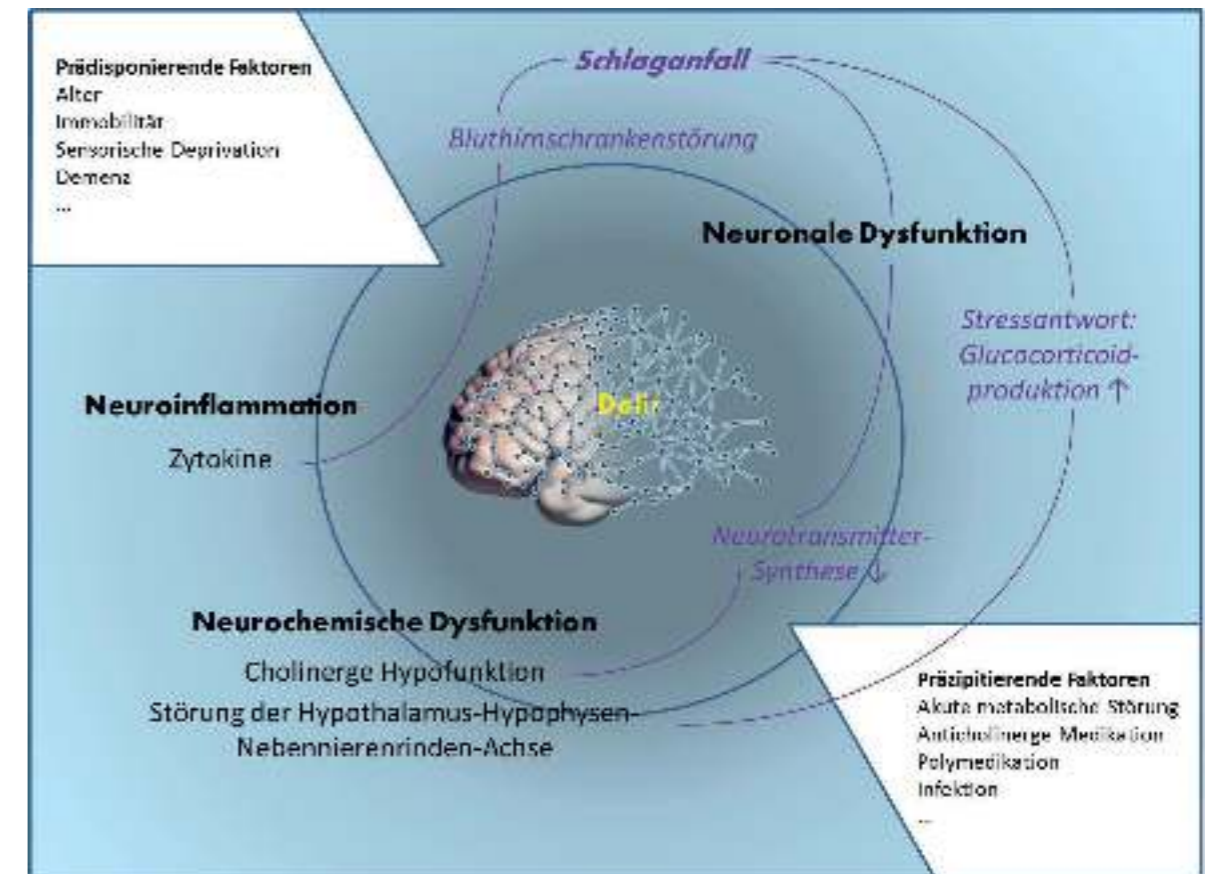 Prädisponierende Faktoren
Alter
Immobilität
Sensorische Deprivation
Demenz
...
Schlaganfall
Bluthirnschrankenstörung
Neuronale Dysfunktion
Stressantwort:
Glucocorticoid-
produktion ↑
Neuroinflammation
Zytokine
Delir
Neurotransmitter-
Synthese ↓
Neurochemische Dysfunktion
Cholinerge Hypofunktion
Störung der Hypothalamus-Hypophysen-
Nebennierenrinden-Achse
Präzipitierende Faktoren
Akute metabolische Störung
Anticholinerge Medikation
Polymedikation
Infektion
...